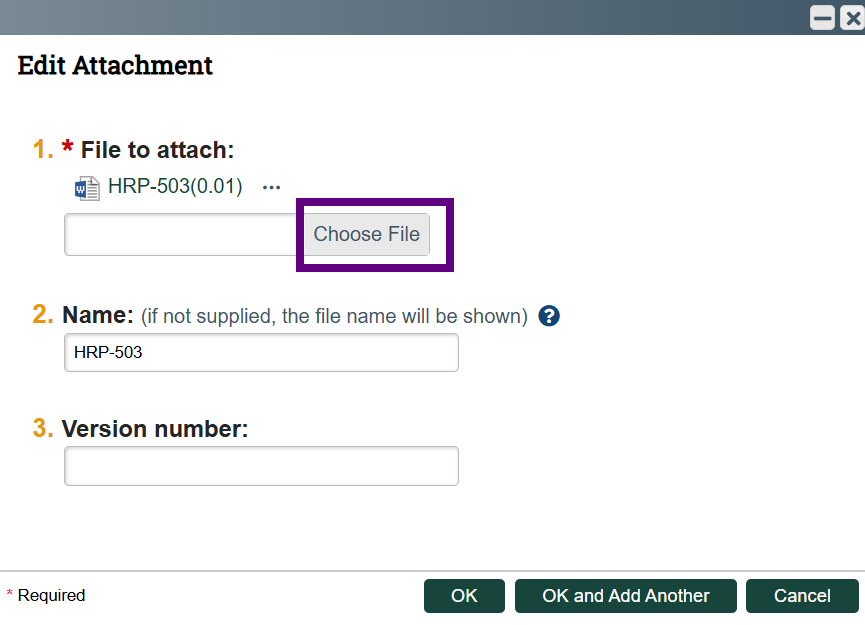 Edit Attachment
1. * File to attach:
HRP-503(0.01) ...
Choose File
2. Name: (if not supplied, the file name will be shown) ?
HRP-503
3. Version number:
* Required
OK
OK and Add Another
Cancel